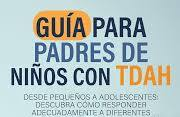 GUÍA PARA
PADRES DE
NIÑOS CON TDAH
DESDE PEQUEÑOS A ADOLESCENTES:
DESCUBRA CÓMO RESPONDER
ADECUADAMENTE A DIFERENTES